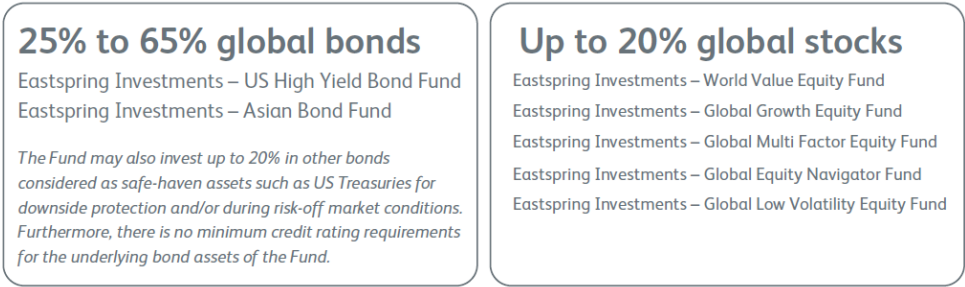 25% to 65% global bonds
Eastspring Investments – US High Yield Bond Fund
Eastspring Investments – Asian Bond Fund
The Fund may also invest up to 20% in other bonds
considered as safe-haven assets such as US Treasuries for
downside protection and/or during risk-off market conditions.
Furthermore, there is no minimum credit rating requirements
for the underlying bond assets of the Fund.
Up to 20% global stocks
Eastspring Investments – World Value Equity Fund
Eastspring Investments – Global Growth Equity Fund
Eastspring Investments – Global Multi Factor Equity Fund
Eastspring Investments – Global Equity Navigator Fund
Eastspring Investments – Global Low Volatility Equity Fund